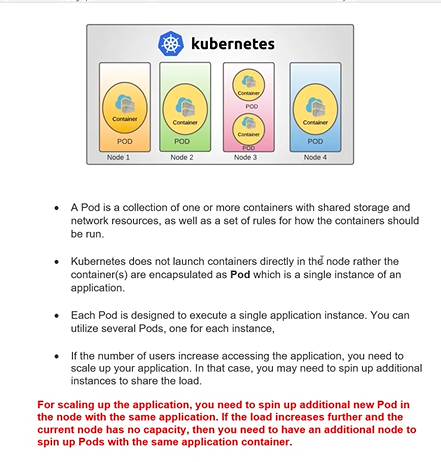 kubernetes
Container
Container
Container
POD
Container
Container
POD
POD
POD
POD
Node 1
Node 2
Node 3
Node 4
• A Pod is a collection of one or more containers with shared storage and
network resources, as well as a set of rules for how the containers should
be run.
• Kubernetes does not launch containers directly in the node rather the
container(s) are encapsulated as Pod which is a single instance of an
application.
• Each Pod is designed to execute a single application instance. You can
utilize several Pods, one for each instance,
• If the number of users increase accessing the application, you need to
scale up your application. In that case, you may need to spin up additional
instances to share the load.
For scaling up the application, you need to spin up additional new Pod in
the node with the same application. If the load increases further and the
current node has no capacity, then you need to have an additional node to
spin up Pods with the same application container.